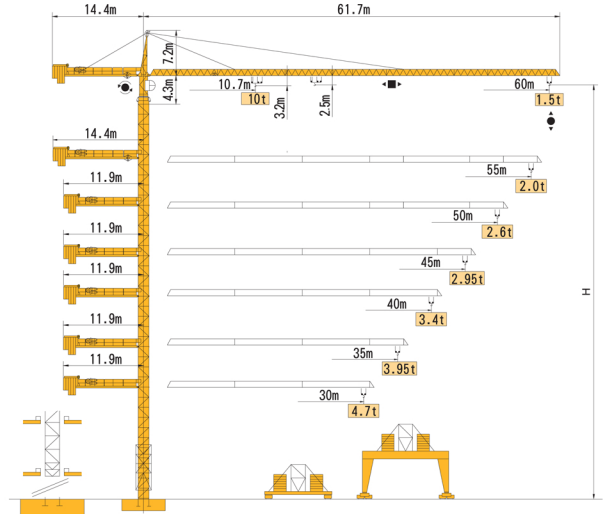 14.4m
61.7m
7.2m
4.3m
10.7m
10t
3.2m
2.5m
60m
1.5t
14.4m
55m
2.0t
11.9m
50m
2.6t
11.9m
45m
2.95t
11.9m
40m
3.4t
11.9m
35m
3.95t
11.9m
30m
4.7t
H